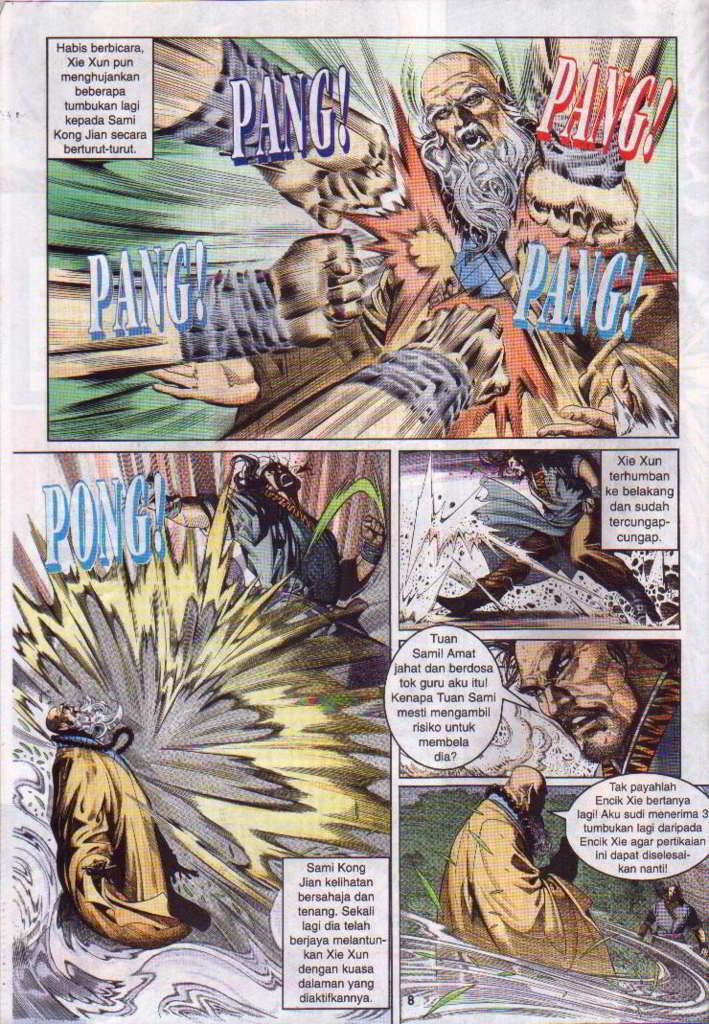 Habis berbicara,
Xie Xun pun
menghujankan
beberapa
tumbukan lagi
kepada Sami
Kong Jian secara
berturut-turut.
PANG!
PANG!
PANG!
PANG!
PONG!
Xie Xun
terhumban
ke belakang
dan sudah
tercungap-
cungap.
Tuan
Sami! Amat
jahat dan berdosa
tok guru aku itu!
Kenapa Tuan Sami
mesti mengambil
risiko untuk
membela
dia?
Tak payahlah
Encik Xie bertanya
lagi! Aku sudi menerima 3
tumbukan lagi daripada
Encik Xie agar pertikaian
ini dapat diselesai-
kan nanti!
Sami Kong
Jian kelihatan
bersahaja dan
tenang. Sekali
lagi dia telah
berjaya melantun-
kan Xie Xun
dengan kuasa
dalaman yang
diaktifkannya.
8